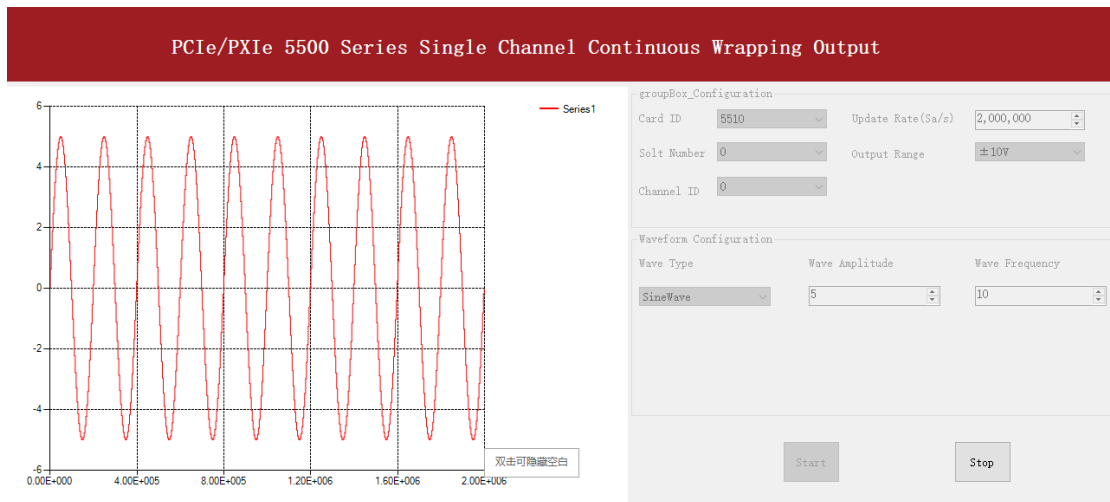 PCIe/PXIe 5500 Series Single Channel Continuous Wrapping Output
6
4
2
0
-2
-4
-6
0.00E+000
4.00E+005
8.00E+005
1.20E+006
1.60E+006
2.00E+006
Series1
双击可隐藏空白
groupBox_Configuration
Card ID 5510 Update Rate(Sa/s) 2,000,000
Solt Number 0 Output Range ±10V
Channel ID 0
Waveform Configuration
Wave Type Wave Amplitude Wave Frequency
SineWave 5 10
Start Stop